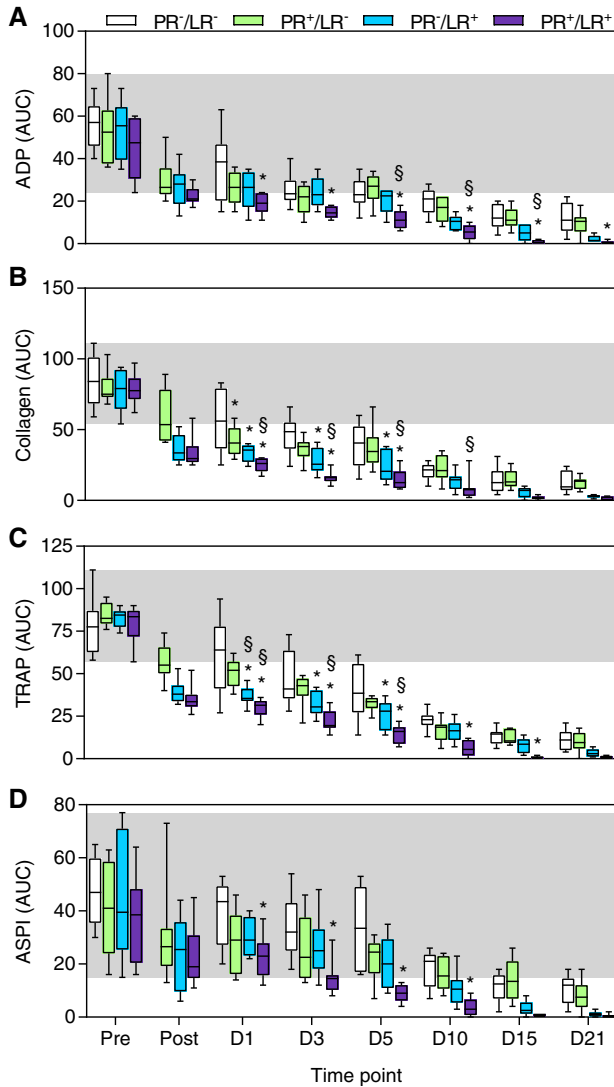 A PR-/LR- PR+/LR- PR-/LR+ PR+/LR+
100
80
60
40
20
0
ADP (AUC)
* * § * § * § * *
B
150
100
50
0
Collagen (AUC)
* * § * * § * * § * §
C
125
100
75
50
25
0
TRAP (AUC)
§ * § * * § * * § * * *
D
80
60
40
20
0
ASPI (AUC)
* * * *
Pre Post D1 D3 D5 D10 D15 D21
Time point